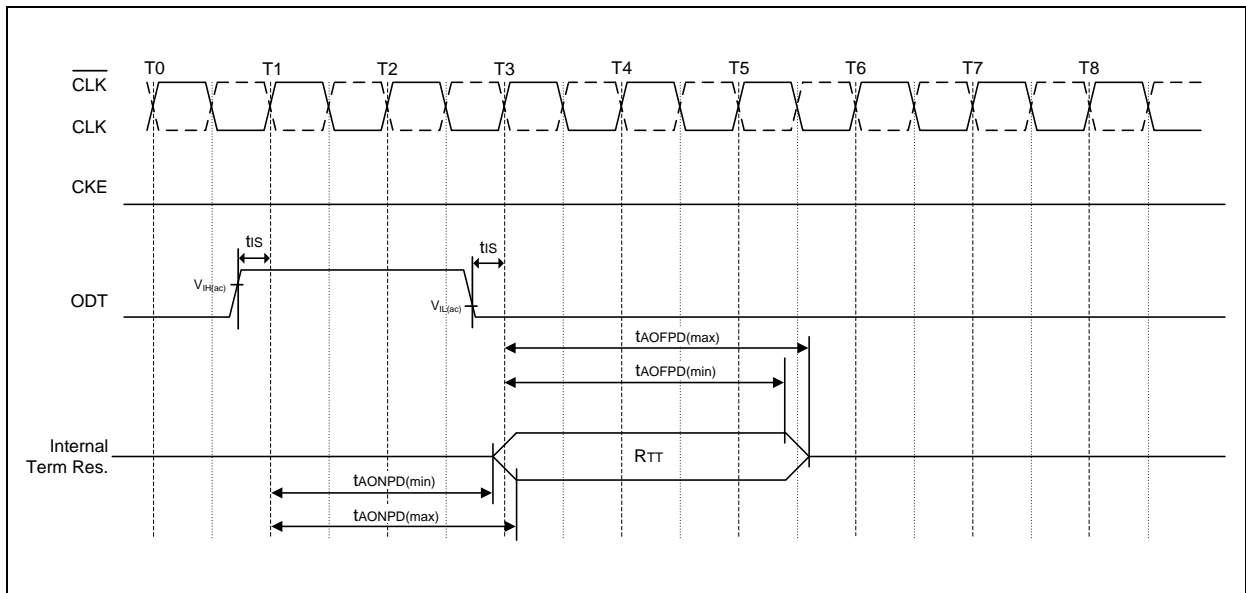 T0 T1 T2 T3 T4 T5 T6 T7 T8
CLK
CLK
CKE
tIS tIS
VIH(ac)
ODT
VIL(ac)
tAOFPD(max)
tAOFPD(min)
Internal
Term Res.
RTT
tAONPD(min)
tAONPD(max)